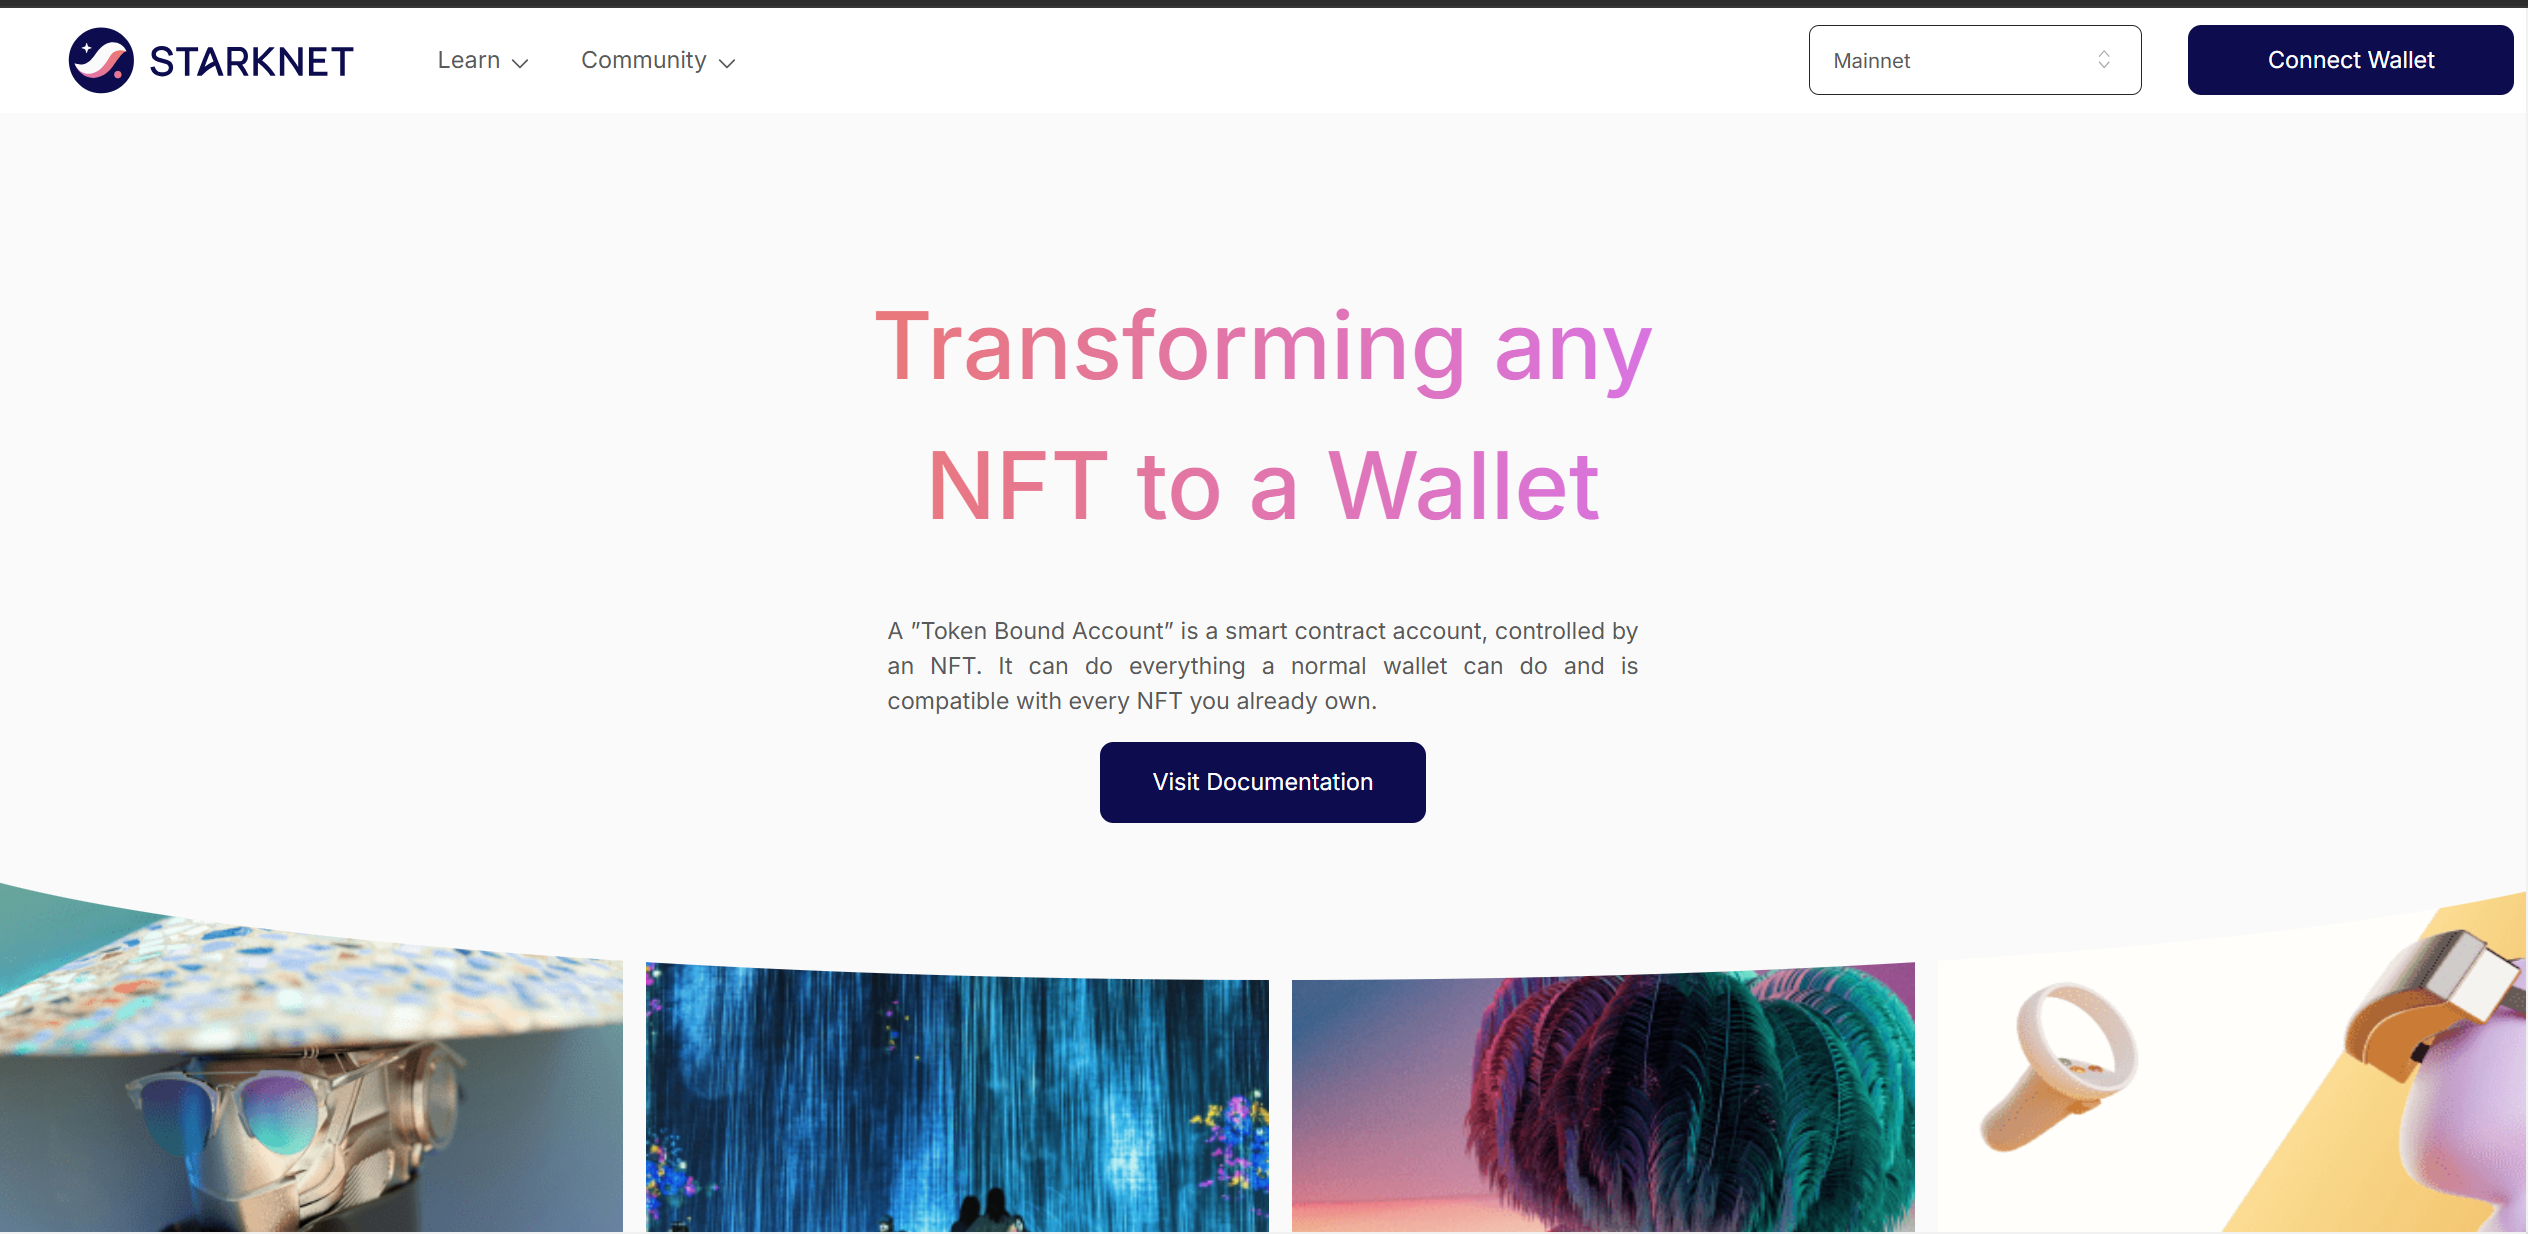 STARKNET
Learn
Community
Mainnet
Connect Wallet
Transforming any
NFT to a Wallet
A ”Token Bound Account” is a smart contract account, controlled by
an NFT. It can do everything a normal wallet can do and is
compatible with every NFT you already own.
Visit Documentation